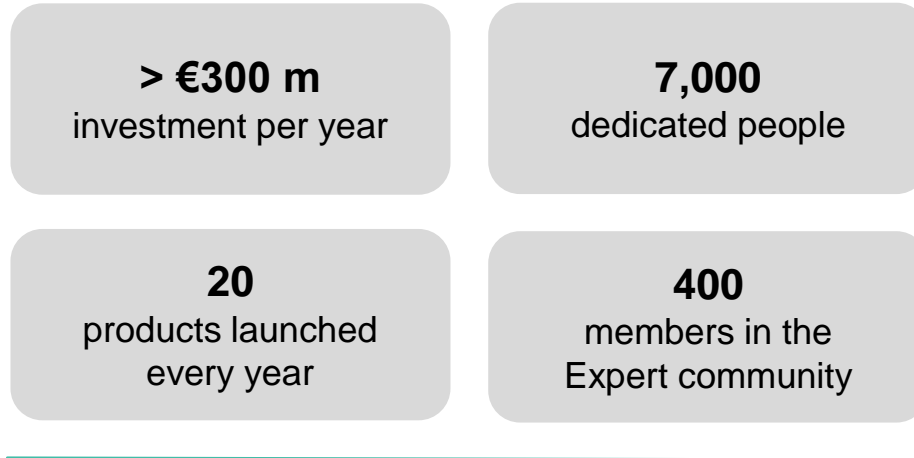 > €300 m
investment per year
7,000
dedicated people
20
products launched
every year
400
members in the
Expert community